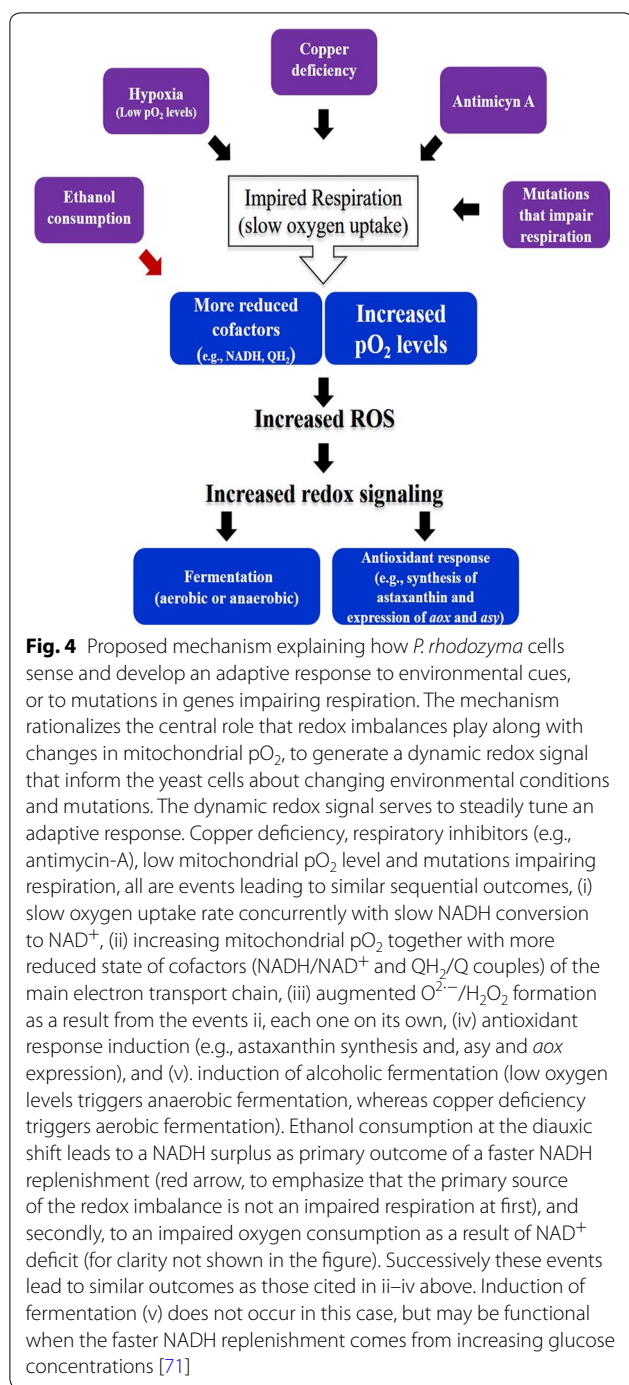 Copper
deficiency
Hypoxia
(Low pO₂ levels)
Antimicyn A
Ethanol
consumption
Impired Respiration
(slow oxygen uptake)
Mutations
that impair
respiration
More reduced
cofactors
(e.g., NADH, QH₂)
Increased
pO₂ levels
Increased ROS
Increased redox signaling
Fermentation
(aerobic or anaerobic)
Antioxidant response
(e.g., synthesis of
astaxanthin and
expression of aox and asy)
Fig. 4 Proposed mechanism explaining how P. rhodozyma cells
sense and develop an adaptive response to environmental cues,
or to mutations in genes impairing respiration. The mechanism
rationalizes the central role that redox imbalances play along with
changes in mitochondrial pO₂, to generate a dynamic redox signal
that inform the yeast cells about changing environmental conditions
and mutations. The dynamic redox signal serves to steadily tune an
adaptive response. Copper deficiency, respiratory inhibitors (e.g.,
antimycin-A), low mitochondrial pO₂ level and mutations impairing
respiration, all are events leading to similar sequential outcomes, (i)
slow oxygen uptake rate concurrently with slow NADH conversion
to NAD⁺, (ii) increasing mitochondrial pO₂ together with more
reduced state of cofactors (NADH/NAD⁺ and QH₂/Q couples) of the
main electron transport chain, (iii) augmented O²·⁻/H₂O₂ formation
as a result from the events ii, each one on its own, (iv) antioxidant
response induction (e.g., astaxanthin synthesis and, asy and aox
expression), and (v). induction of alcoholic fermentation (low oxygen
levels triggers anaerobic fermentation, whereas copper deficiency
triggers aerobic fermentation). Ethanol consumption at the diauxic
shift leads to a NADH surplus as primary outcome of a faster NADH
replenishment (red arrow, to emphasize that the primary source
of the redox imbalance is not an impaired respiration at first), and
secondly, to an impaired oxygen consumption as a result of NAD⁺
deficit (for clarity not shown in the figure). Successively these events
lead to similar outcomes as those cited in ii–iv above. Induction of
fermentation (v) does not occur in this case, but may be functional
when the faster NADH replenishment comes from increasing glucose
concentrations [71]